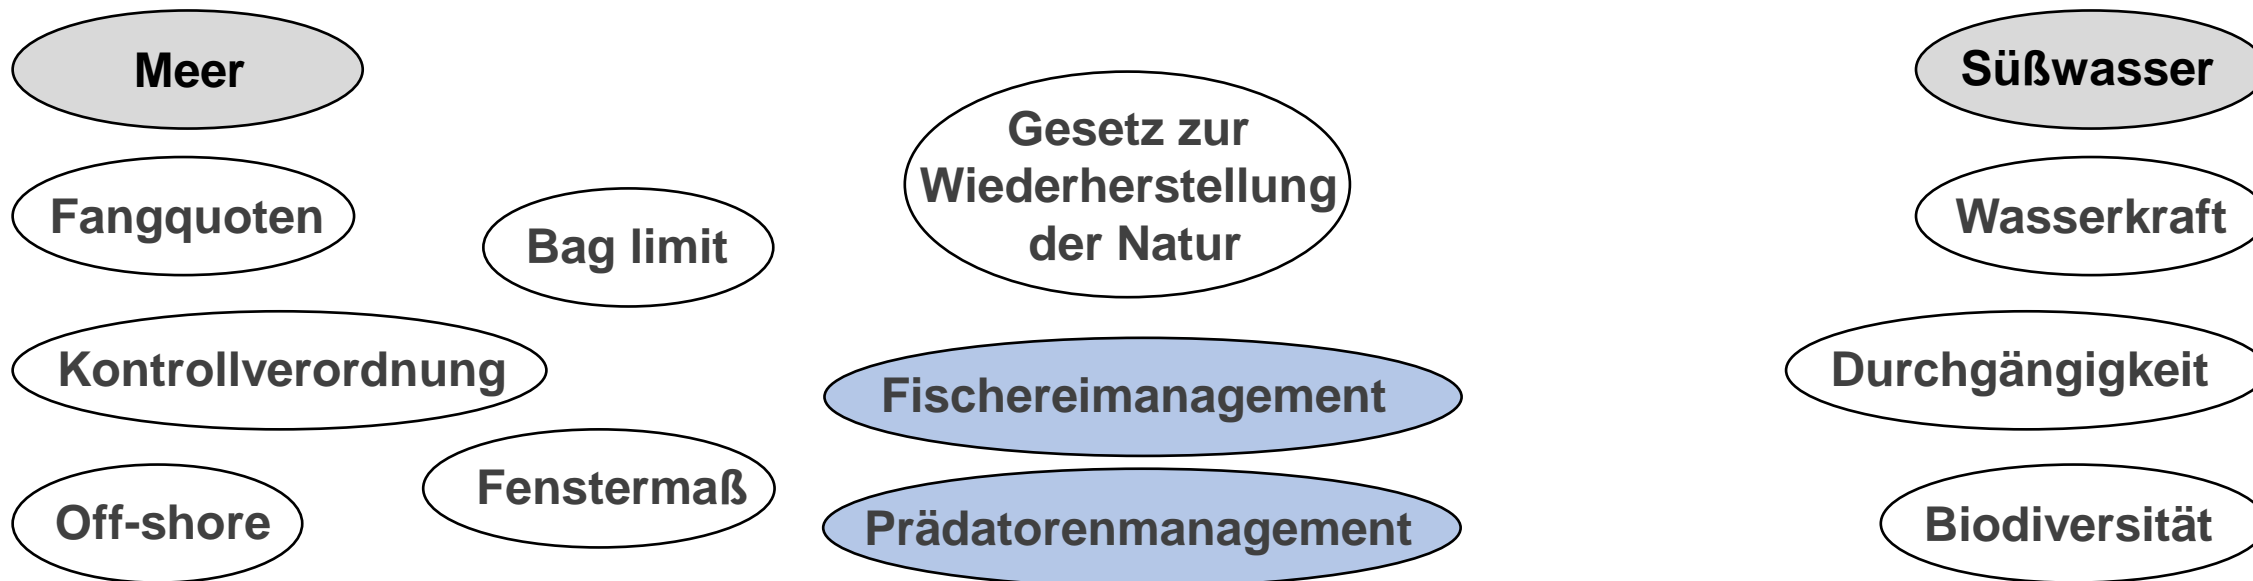 Meer
Süßwasser
Gesetz zur
Wiederherstellung
der Natur
Fangquoten
Bag limit
Wasserkraft
Kontrollverordnung
Fischereimanagement
Durchgängigkeit
Off-shore
Fenstermaß
Prädatorenmanagement
Biodiversität